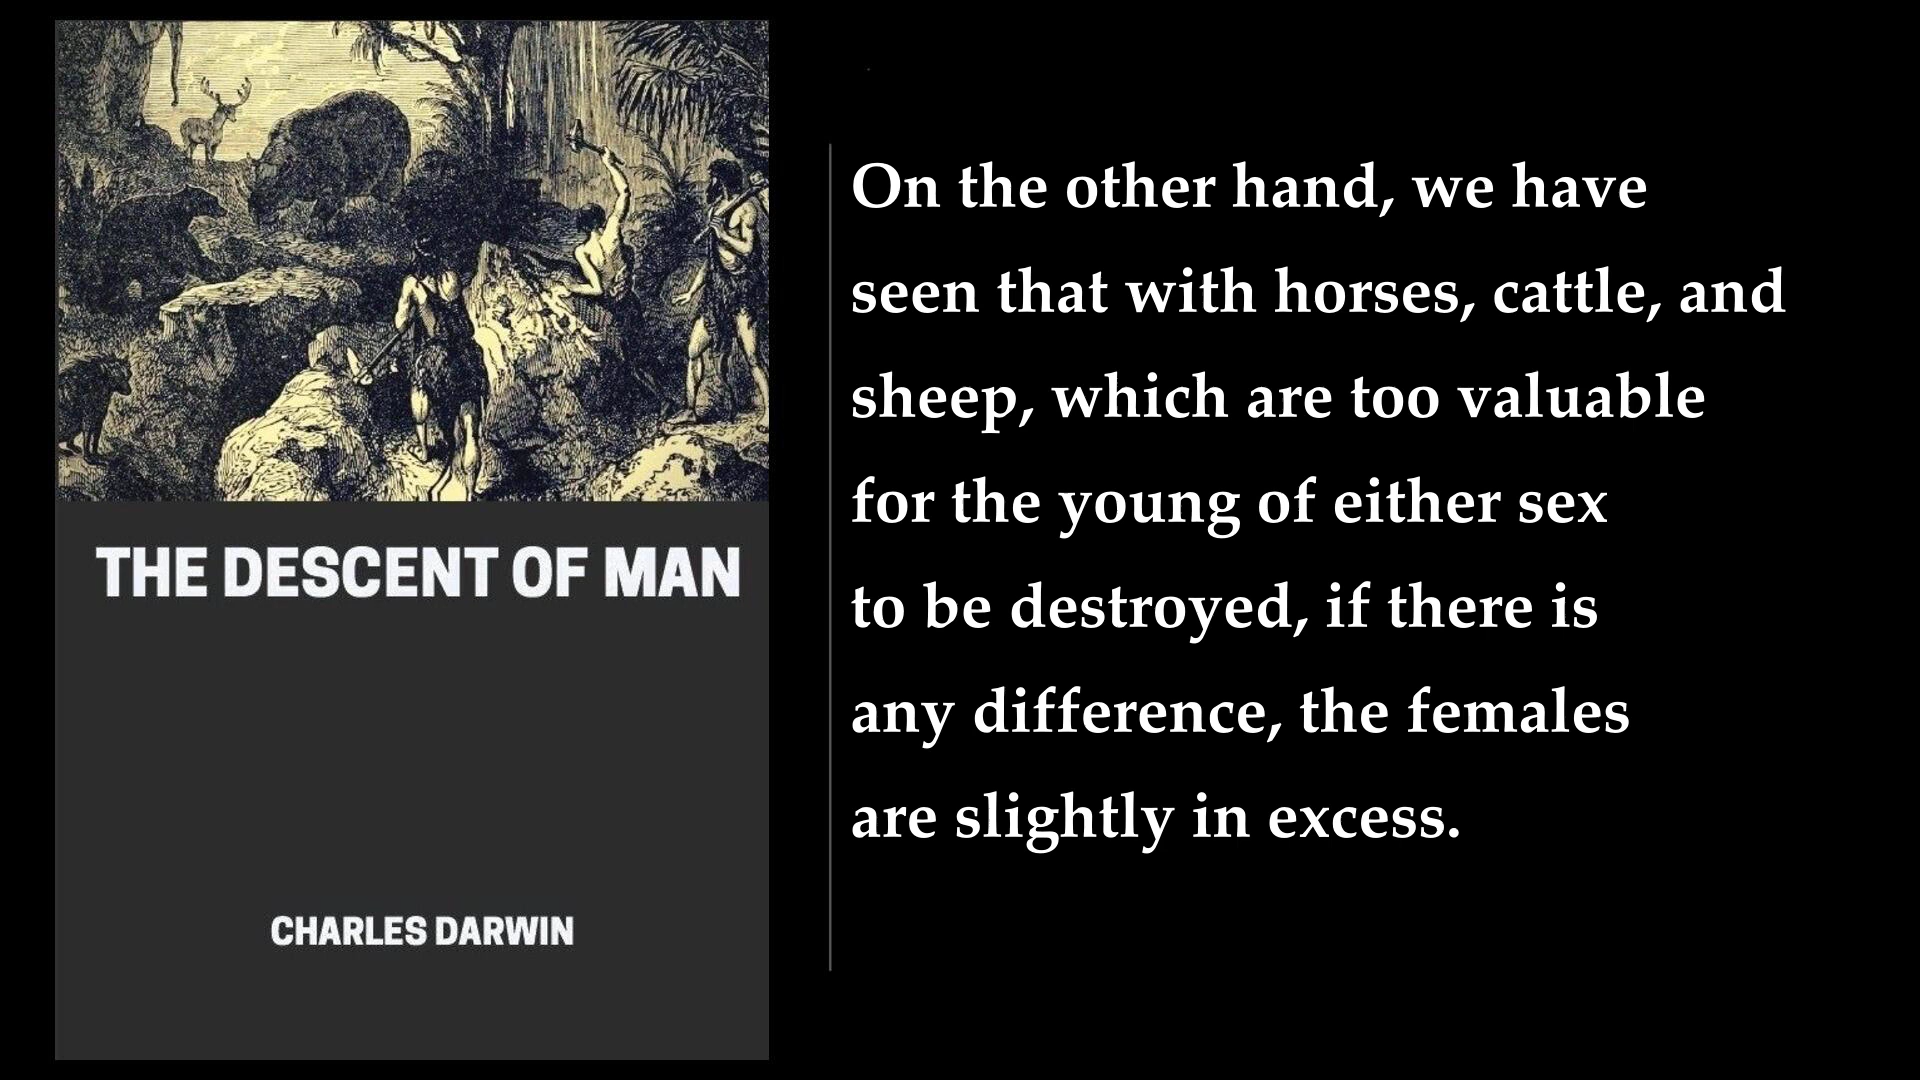 THE DESCENT OF MAN
CHARLES DARWIN
On the other hand, we have
seen that with horses, cattle, and
sheep, which are too valuable
for the young of either sex
to be destroyed, if there is
any difference, the females
are slightly in excess.